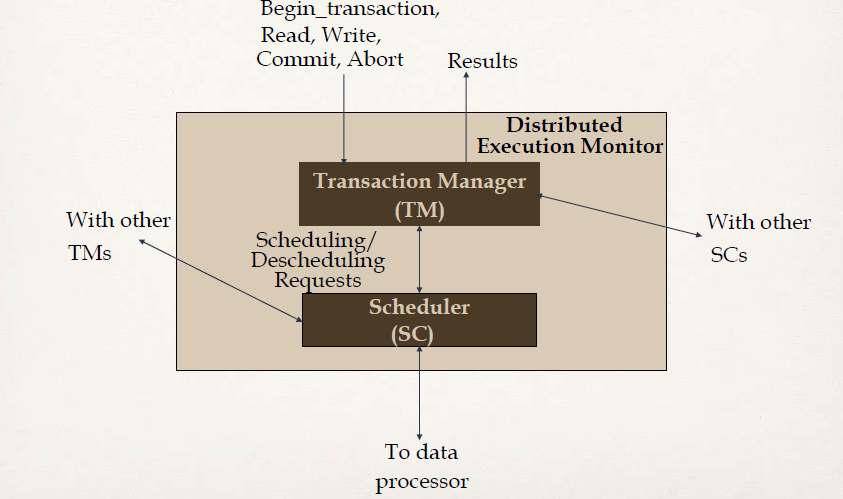 Begin_transaction,
Read, Write,
Commit, Abort
Results
Distributed
Execution Monitor
Transaction Manager
(TM)
With other
TMs
With other
SCs
Scheduling/
Descheduling
Requests
Scheduler
(SC)
To data
processor